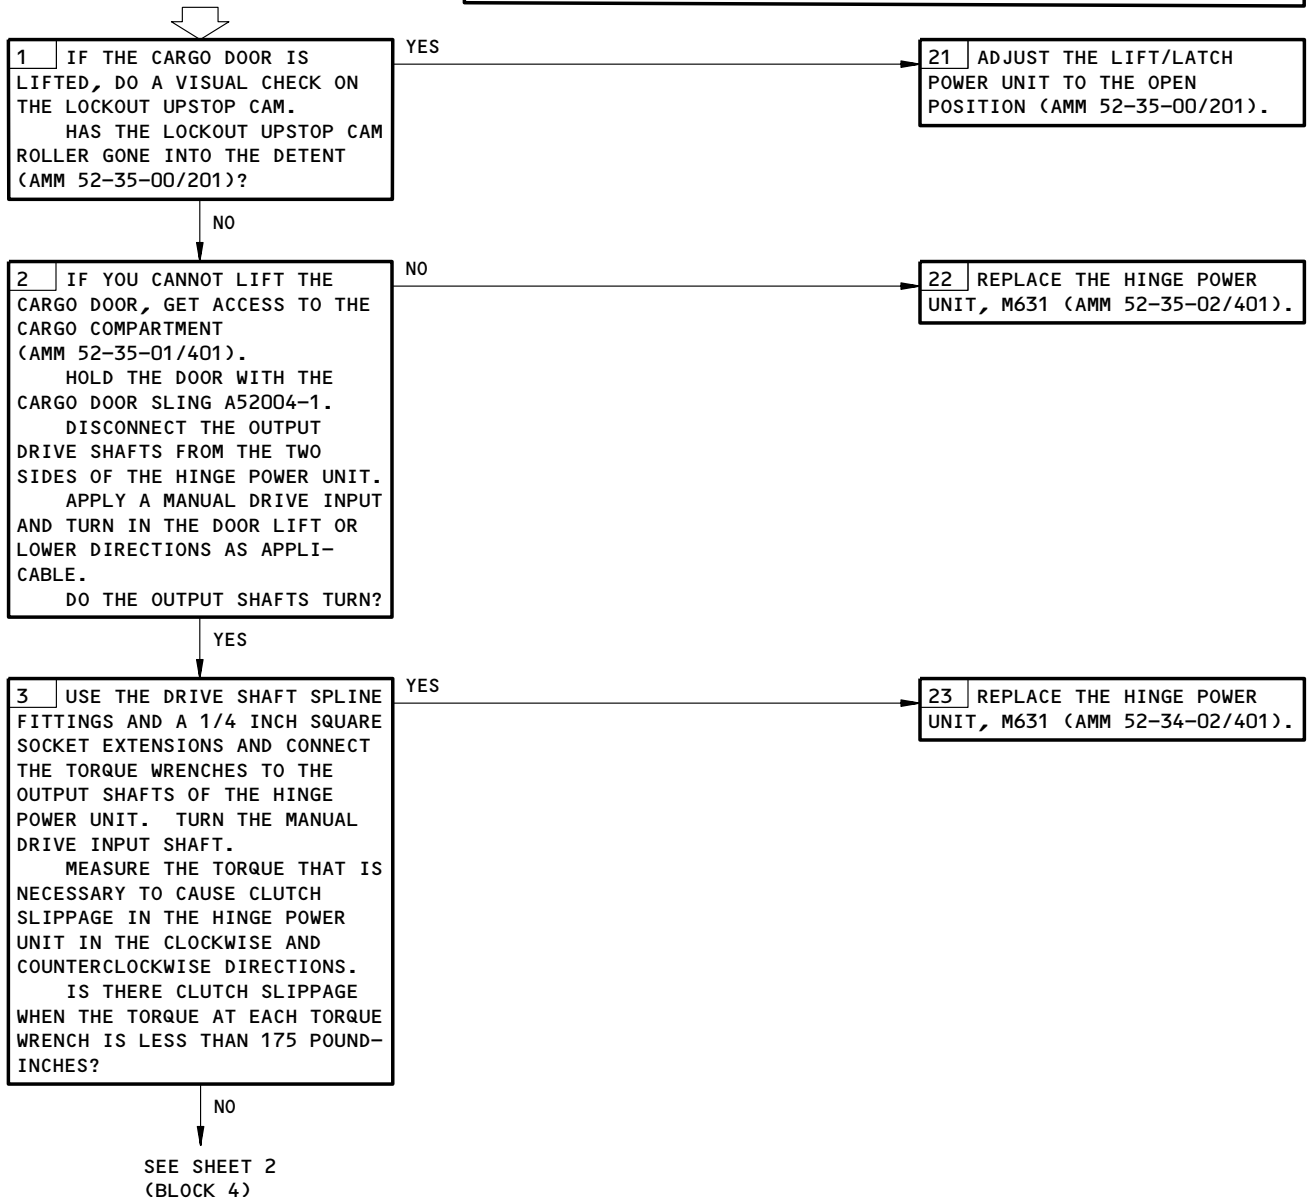 1 IF THE CARGO DOOR IS
LIFTED, DO A VISUAL CHECK ON
THE LOCKOUT UPSTOP CAM.
HAS THE LOCKOUT UPSTOP CAM
ROLLER GONE INTO THE DETENT
(AMM 52-35-00/201)?
YES
21 ADJUST THE LIFT/LATCH
POWER UNIT TO THE OPEN
POSITION (AMM 52-35-00/201).
NO
2 IF YOU CANNOT LIFT THE
CARGO DOOR, GET ACCESS TO THE
CARGO COMPARTMENT
(AMM 52-35-01/401).
HOLD THE DOOR WITH THE
CARGO DOOR SLING A52004-1.
DISCONNECT THE OUTPUT
DRIVE SHAFTS FROM THE TWO
SIDES OF THE HINGE POWER UNIT.
APPLY A MANUAL DRIVE INPUT
AND TURN IN THE DOOR LIFT OR
LOWER DIRECTIONS AS APPLI-
CABLE.
DO THE OUTPUT SHAFTS TURN?
NO
22 REPLACE THE HINGE POWER
UNIT, M631 (AMM 52-35-02/401).
YES
3 USE THE DRIVE SHAFT SPLINE
FITTINGS AND A 1/4 INCH SQUARE
SOCKET EXTENSIONS AND CONNECT
THE TORQUE WRENCHES TO THE
OUTPUT SHAFTS OF THE HINGE
POWER UNIT. TURN THE MANUAL
DRIVE INPUT SHAFT.
MEASURE THE TORQUE THAT IS
NECESSARY TO CAUSE CLUTCH
SLIPPAGE IN THE HINGE POWER
UNIT IN THE CLOCKWISE AND
COUNTERCLOCKWISE DIRECTIONS.
IS THERE CLUTCH SLIPPAGE
WHEN THE TORQUE AT EACH TORQUE
WRENCH IS LESS THAN 175 POUND-
INCHES?
YES
23 REPLACE THE HINGE POWER
UNIT, M631 (AMM 52-34-02/401).
NO
SEE SHEET 2
(BLOCK 4)